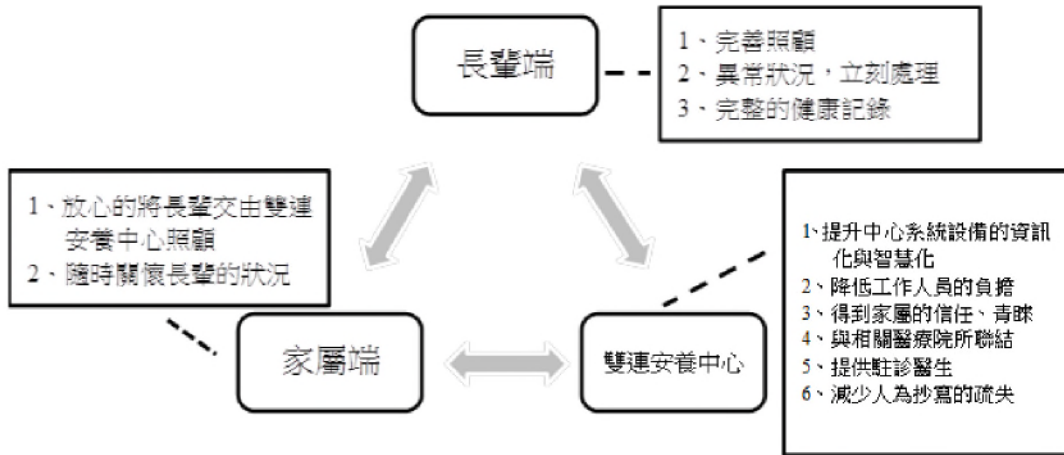 長輩端
1、完善照顧
2、異常狀況，立刻處理
3、完整的健康記錄
1、放心的將長輩交由雙連
安養中心照顧
2、隨時關懷長輩的狀況
家屬端
雙連安養中心
1、提升中心系統設備的資訊
化與智慧化
2、降低工作人員的負擔
3、得到家屬的信任、青睞
4、與相關醫療院所聯結
5、提供駐診醫生
6、減少人為抄寫的疏失